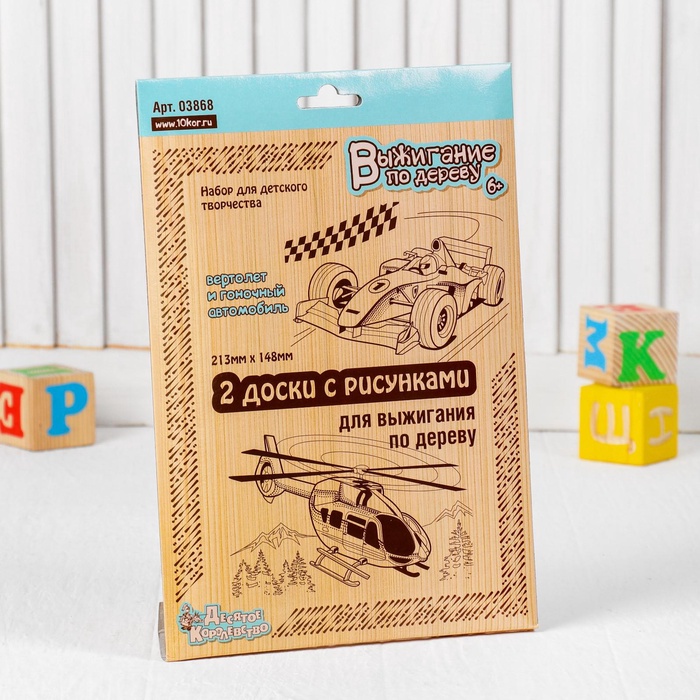 Арт. 03868
www.10kor.ru
Выжигание
по дереву
6+
Набор для детского
творчества
вертолет
и гоночный
автомобиль
213мм х 148мм
2 доски с рисунками
для выжигания
по дереву
Десятое
Королевство
С Р
М К
Щ Н